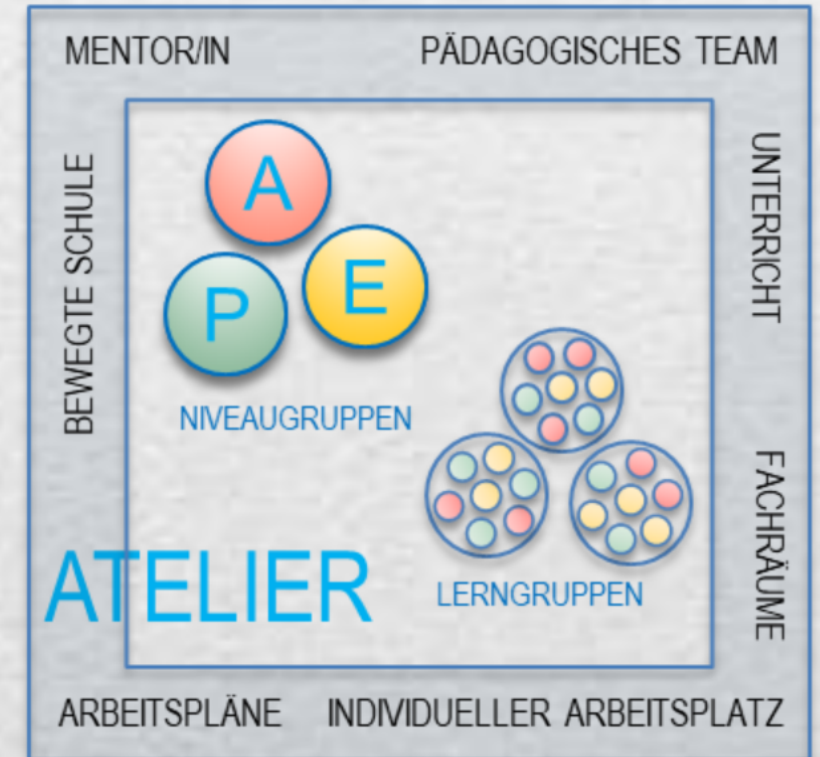 MENTOR/IN
PÄDAGOGISCHES TEAM
BEWEGTE SCHULE
UNTERRICHT
A
E
P
NIVEAUGRUPPEN
FACHRÄUME
ATELIER
LERNGRUPPEN
ARBEITSPLÄNE
INDIVIDUELLER ARBEITSPLATZ